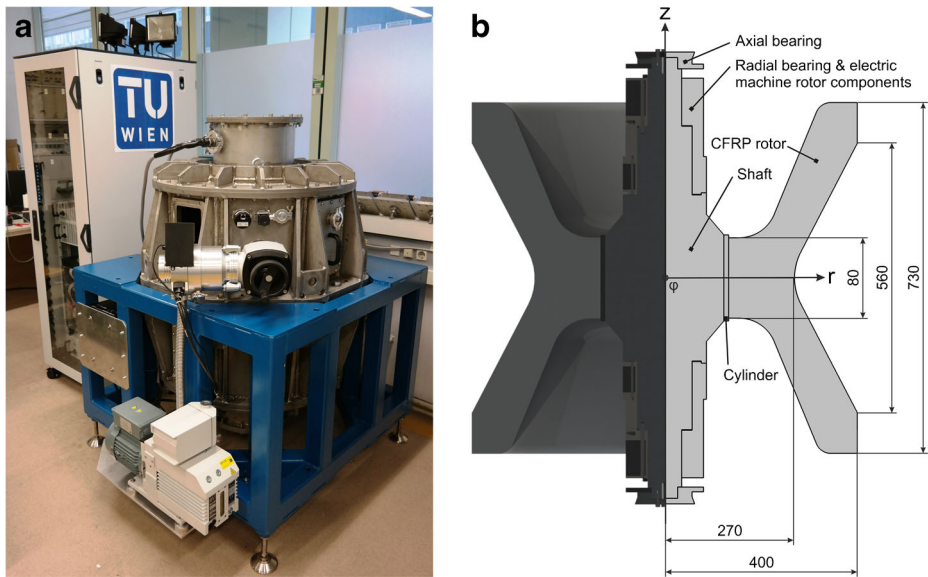 a
TU
WIEN
b
z
Axial bearing
Radial bearing & electric
machine rotor components
CFRP rotor
Shaft
r
φ
80
560
730
Cylinder
270
400